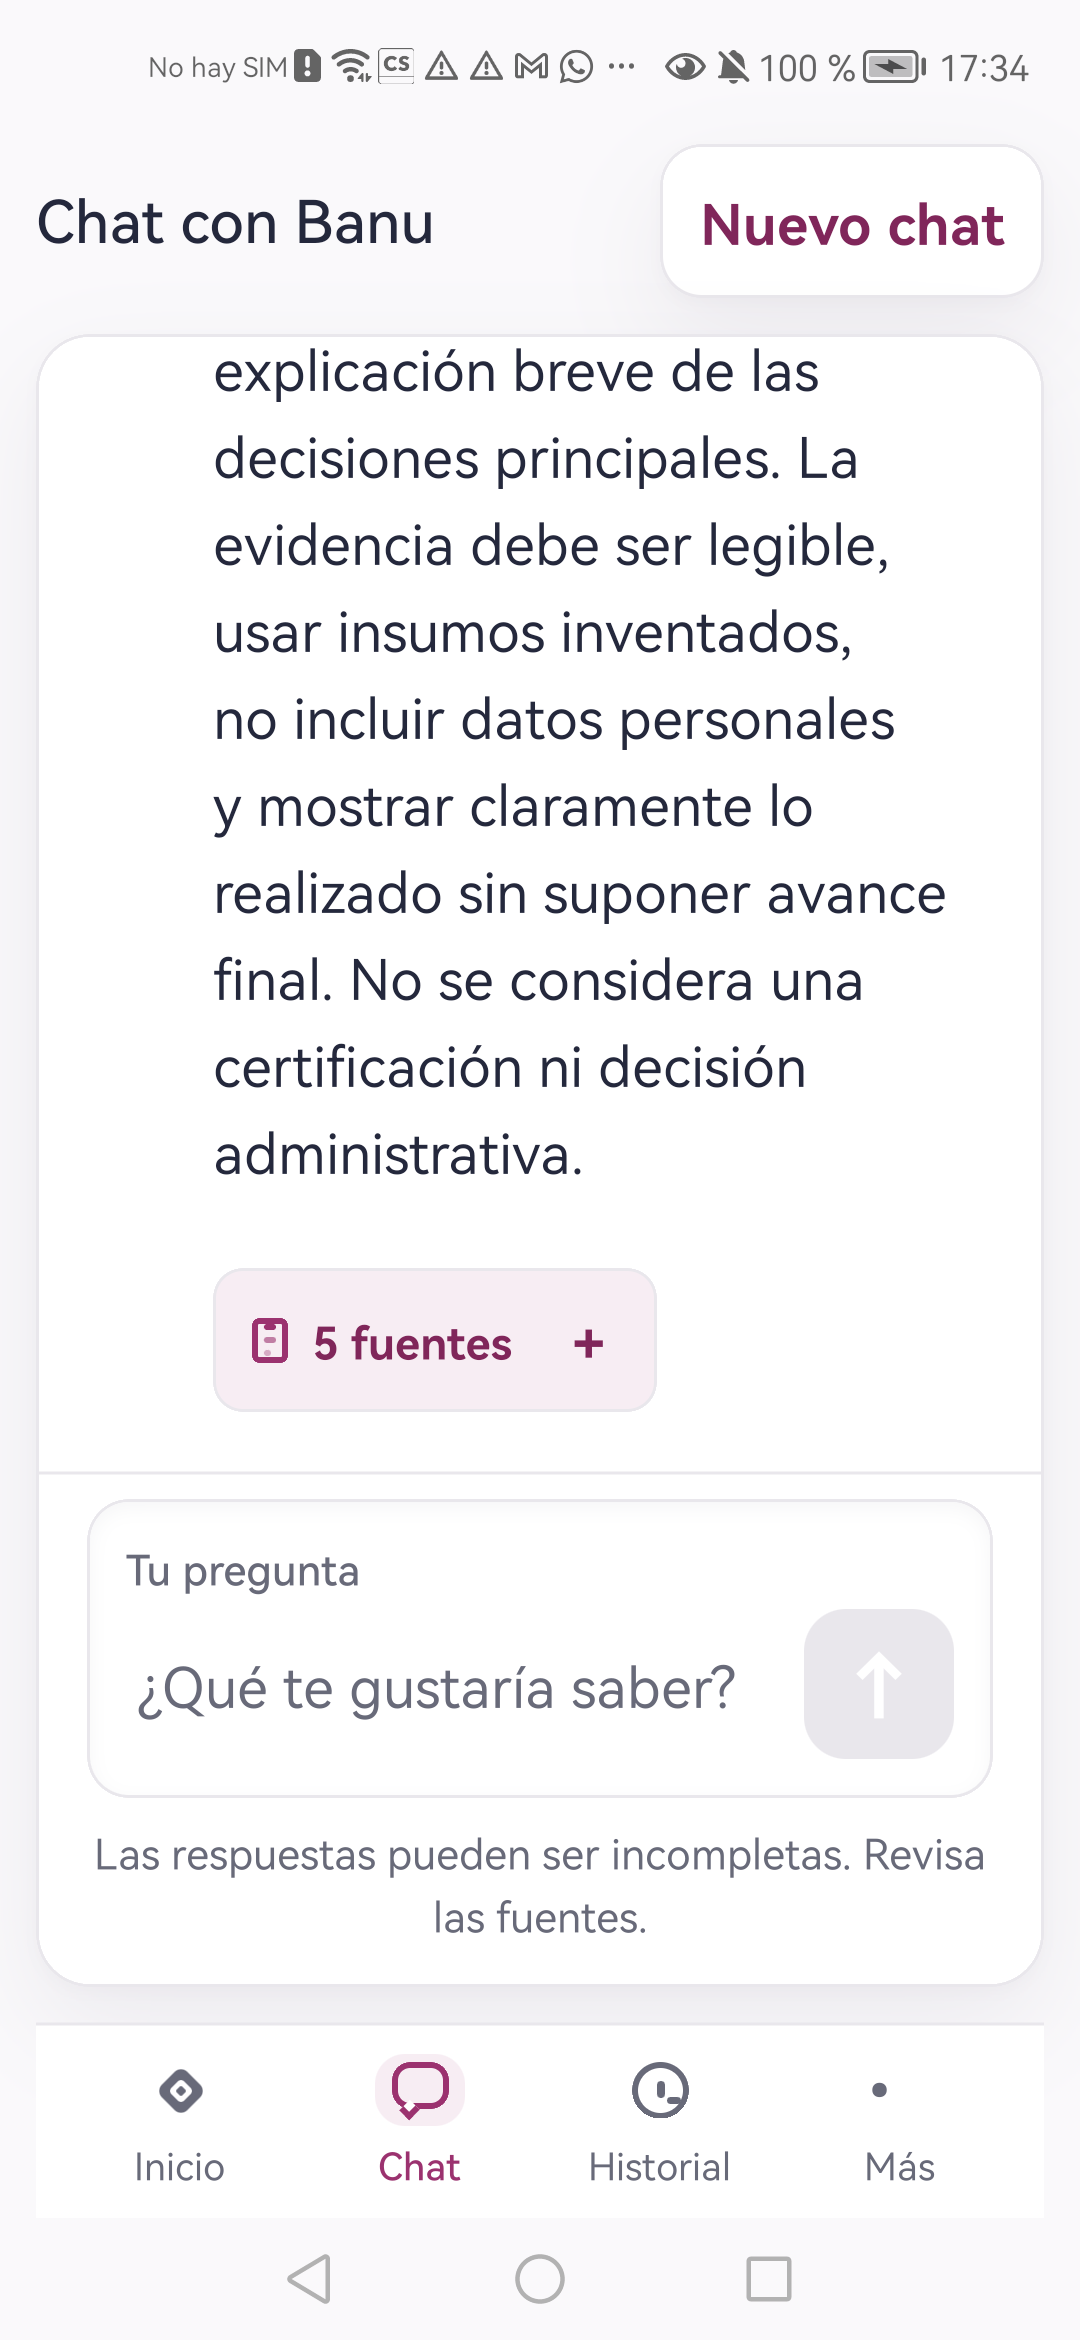 No hay SIM CS ... 100 % 17:34
Chat con Banu
Nuevo chat
explicación breve de las
decisiones principales. La
evidencia debe ser legible,
usar insumos inventados,
no incluir datos personales
y mostrar claramente lo
realizado sin suponer avance
final. No se considera una
certificación ni decisión
administrativa.
5 fuentes +
Tu pregunta
¿Qué te gustaría saber?
Las respuestas pueden ser incompletas. Revisa
las fuentes.
Inicio Chat Historial Más